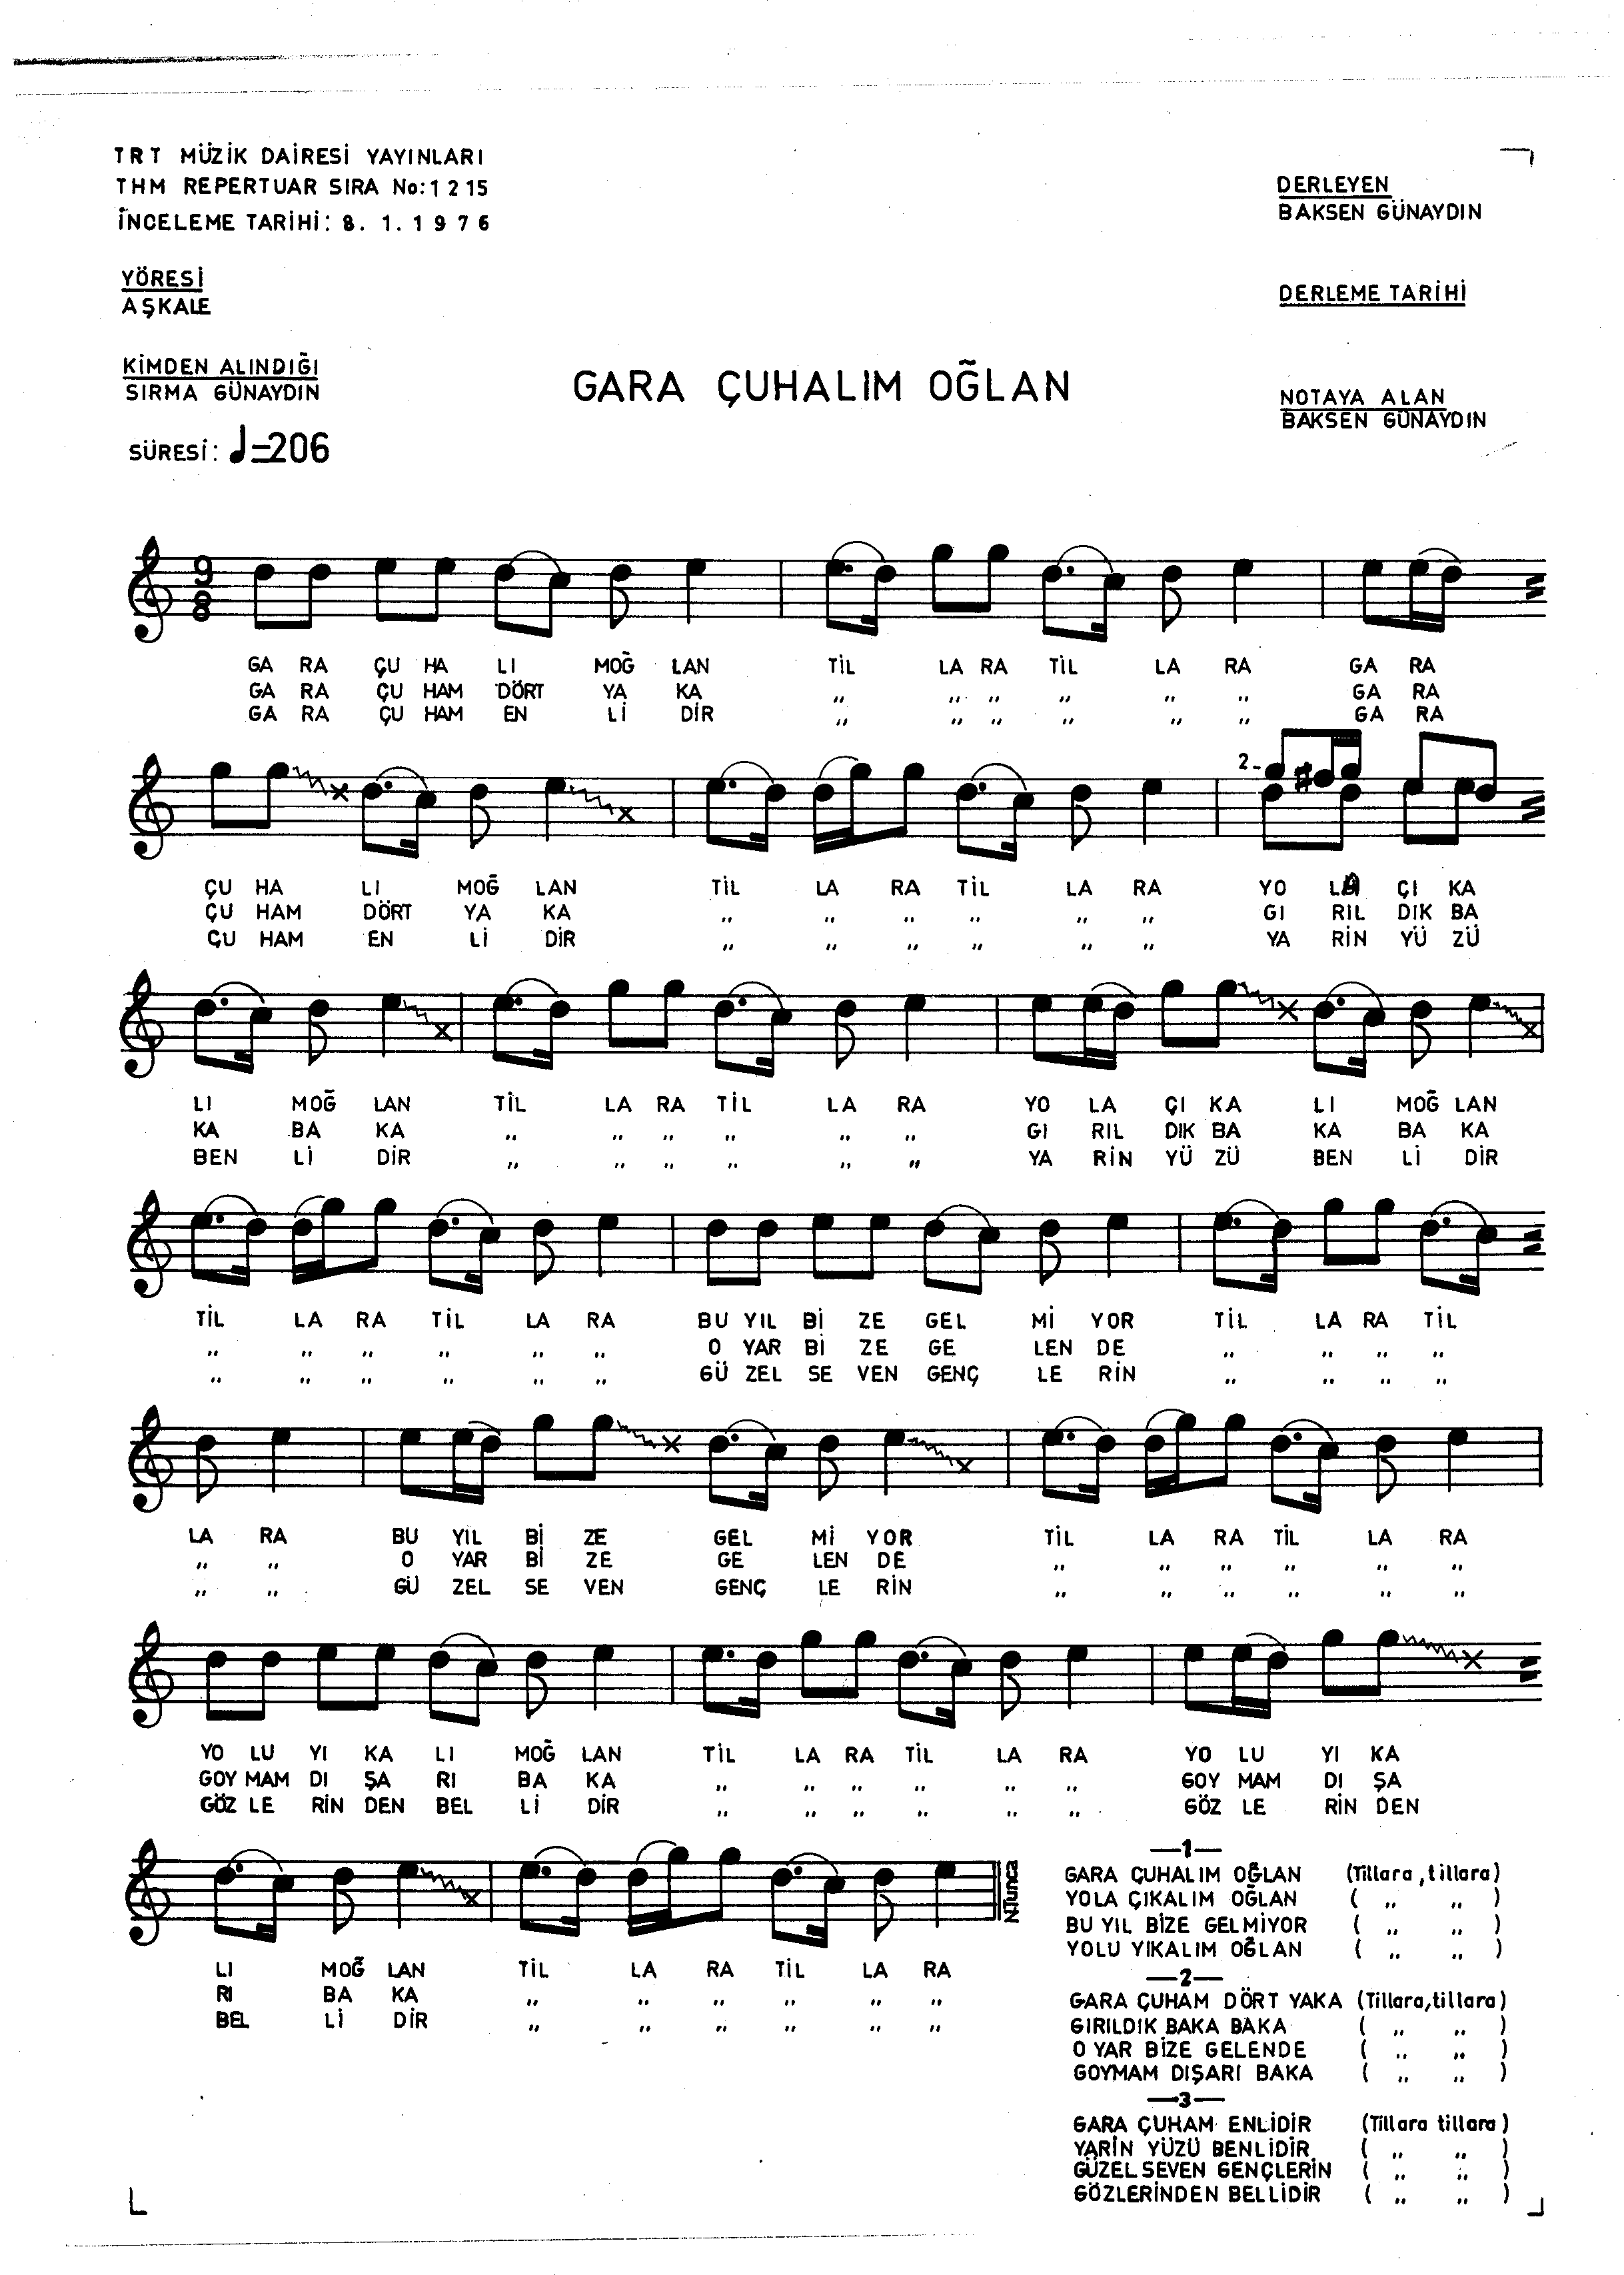 TRT MÜZİK DAİRESİ YAYINLARI
THM REPERTUAR SIRA No:1215
İNCELEME TARİHİ: 8. 1. 1976
DERLEYEN
BAKSEN GÜNAYDIN
YÖRESİ
AŞKALE
DERLEME TARİHİ
KİMDEN ALINDIĞI
SIRMA GÜNAYDIN
GARA ÇUHALIM OĞLAN
NOTAYA ALAN
BAKSEN GÜNAYDIN
SÜRESİ: ♩=206
9
8
GA RA ÇU HA LI MOĞ LAN TİL LA RA TİL LA RA GA RA
GA RA ÇU HAM DÖRT YA KA ,, ,, ,, ,, ,, ,, GA RA
GA RA ÇU HAM EN Lİ DİR ,, ,, ,, ,, ,, ,, GA RA
2-
ÇU HA LI MOĞ LAN TİL LA RA TİL LA RA YO LA ÇI KA
ÇU HAM DÖRT YA KA ,, ,, ,, ,, ,, ,, GI RIL DIK BA
ÇU HAM EN Lİ DİR ,, ,, ,, ,, ,, ,, YA RİN YÜ ZÜ
LI MOĞ LAN TİL LA RA TİL LA RA YO LA ÇI KA LI MOĞ LAN
KA BA KA ,, ,, ,, ,, ,, ,, GI RIL DIK BA KA BA KA
BEN Lİ DİR ,, ,, ,, ,, ,, ,, YA RİN YÜ ZÜ BEN Lİ DİR
TİL LA RA TİL LA RA BU YIL Bİ ZE GEL Mİ YOR TİL LA RA TİL
,, ,, ,, ,, ,, ,, O YAR Bİ ZE GE LEN DE ,, ,, ,, ,,
,, ,, ,, ,, ,, ,, GÜ ZEL SE VEN GENÇ LE RİN ,, ,, ,, ,,
LA RA BU YIL Bİ ZE GEL Mİ YOR TİL LA RA TİL LA RA
,, ,, O YAR Bİ ZE GE LEN DE ,, ,, ,, ,, ,, ,,
,, ,, GÜ ZEL SE VEN GENÇ LE RİN ,, ,, ,, ,, ,, ,,
YO LU YI KA LI MOĞ LAN TİL LA RA TİL LA RA YO LU YI KA
GOY MAM DI ŞA RI BA KA ,, ,, ,, ,, ,, ,, GOY MAM DI ŞA
GÖZ LE RİN DEN BEL Lİ DİR ,, ,, ,, ,, ,, ,, GÖZ LE RİN DEN
N.Tunca
LI MOĞ LAN TİL LA RA TİL LA RA
RI BA KA ,, ,, ,, ,, ,, ,,
BEL Lİ DİR ,, ,, ,, ,, ,, ,,
—1—
GARA ÇUHALIM OĞLAN (Tillara,tillara)
YOLA ÇIKALIM OĞLAN ( ,, ,, )
BU YIL BİZE GELMİYOR ( ,, ,, )
YOLU YIKALIM OĞLAN ( ,, ,, )
—2—
GARA ÇUHAM DÖRT YAKA (Tillara,tillara)
GIRILDIK BAKA BAKA ( ,, ,, )
O YAR BİZE GELENDE ( ,, ,, )
GOYMAM DIŞARI BAKA ( ,, ,, )
—3—
GARA ÇUHAM ENLİDİR (Tillara tillara)
YARİN YÜZÜ BENLİDİR ( ,, ,, )
GÜZEL SEVEN GENÇLERİN ( ,, ,, )
GÖZLERİNDEN BELLİDİR ( ,, ,, )